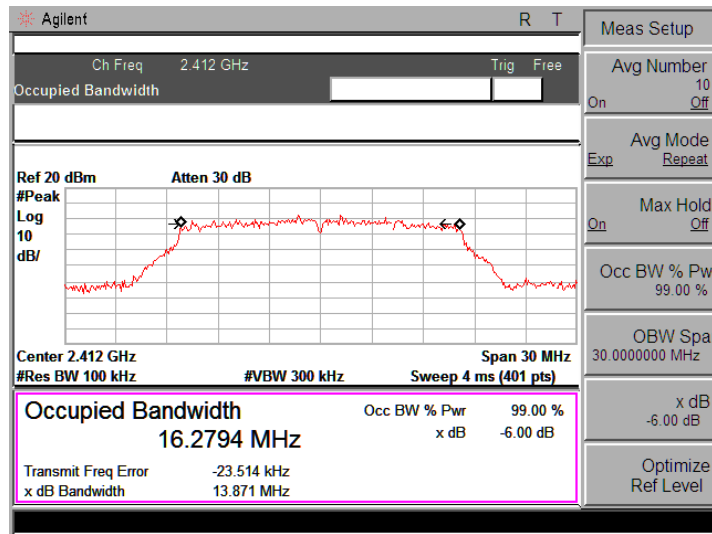 Agilent R T
Ch Freq 2.412 GHz Trig Free
Occupied Bandwidth
Ref 20 dBm Atten 30 dB
#Peak
Log
10
dB/
Center 2.412 GHz Span 30 MHz
#Res BW 100 kHz #VBW 300 kHz Sweep 4 ms (401 pts)
Occupied Bandwidth Occ BW % Pwr 99.00 %
16.2794 MHz x dB -6.00 dB
Transmit Freq Error -23.514 kHz
x dB Bandwidth 13.871 MHz
Meas Setup
Avg Number
10
On Off
Avg Mode
Exp Repeat
Max Hold
On Off
Occ BW % Pw
99.00 %
OBW Spa
30.0000000 MHz
x dB
-6.00 dB
Optimize
Ref Level